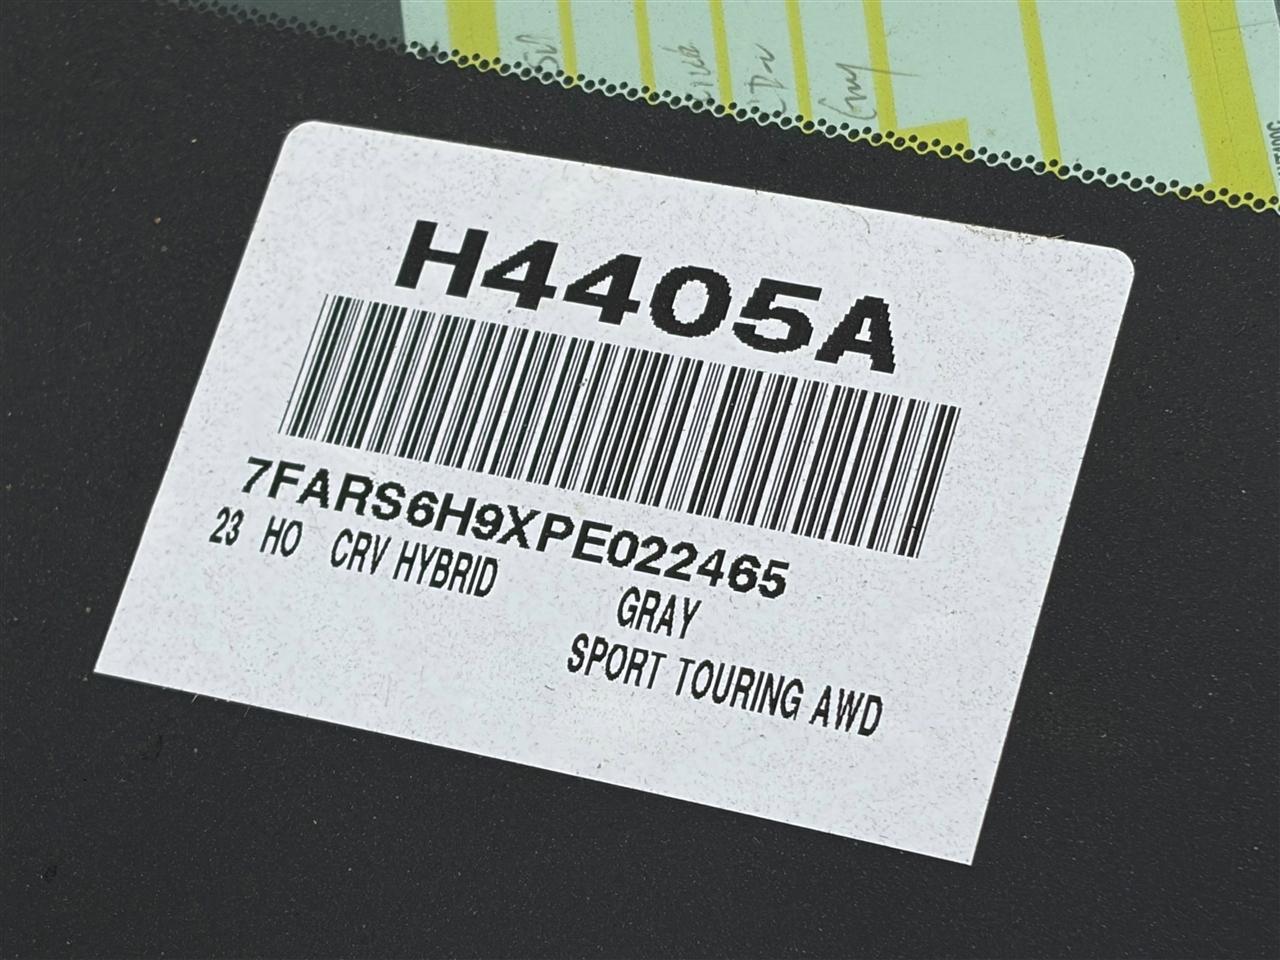 H4405A
7FARS6H9XPE022465
23 HO CRV HYBRID
GRAY
SPORT TOURING AWD